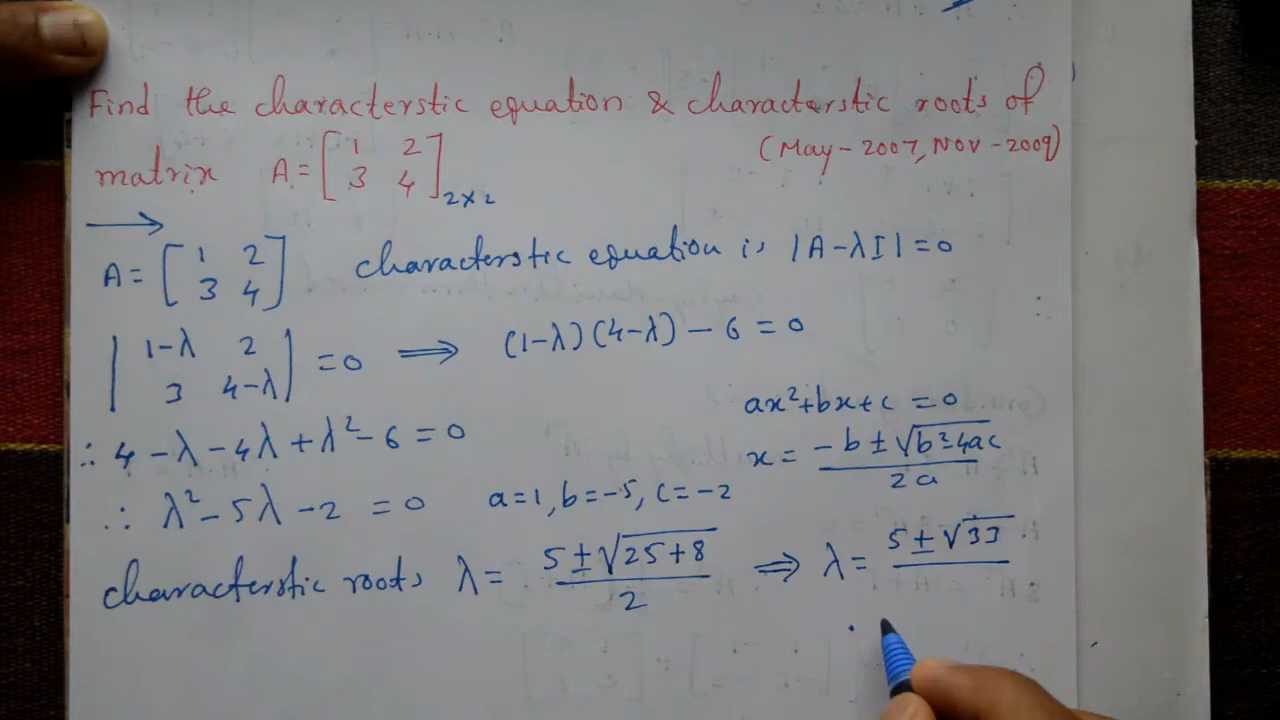 Find the characterstic equation & characterstic roots of
matrix A = [1 2 3 4]2×2 (May-2007, Nov-2009)
A = [1 2 3 4] characterstic equation is |A-λI| = 0
|1-λ 2 3 4-λ| = 0 ⟹ (1-λ)(4-λ) - 6 = 0
∴ 4 - λ - 4λ + λ² - 6 = 0
ax² + bx + c = 0
x = (-b ± √(b²-4ac)) / 2a
∴ λ² - 5λ - 2 = 0 a = 1, b = -5, c = -2
characterstic roots λ = (5 ± √(25+8)) / 2 ⟹ λ = 5 ± √33